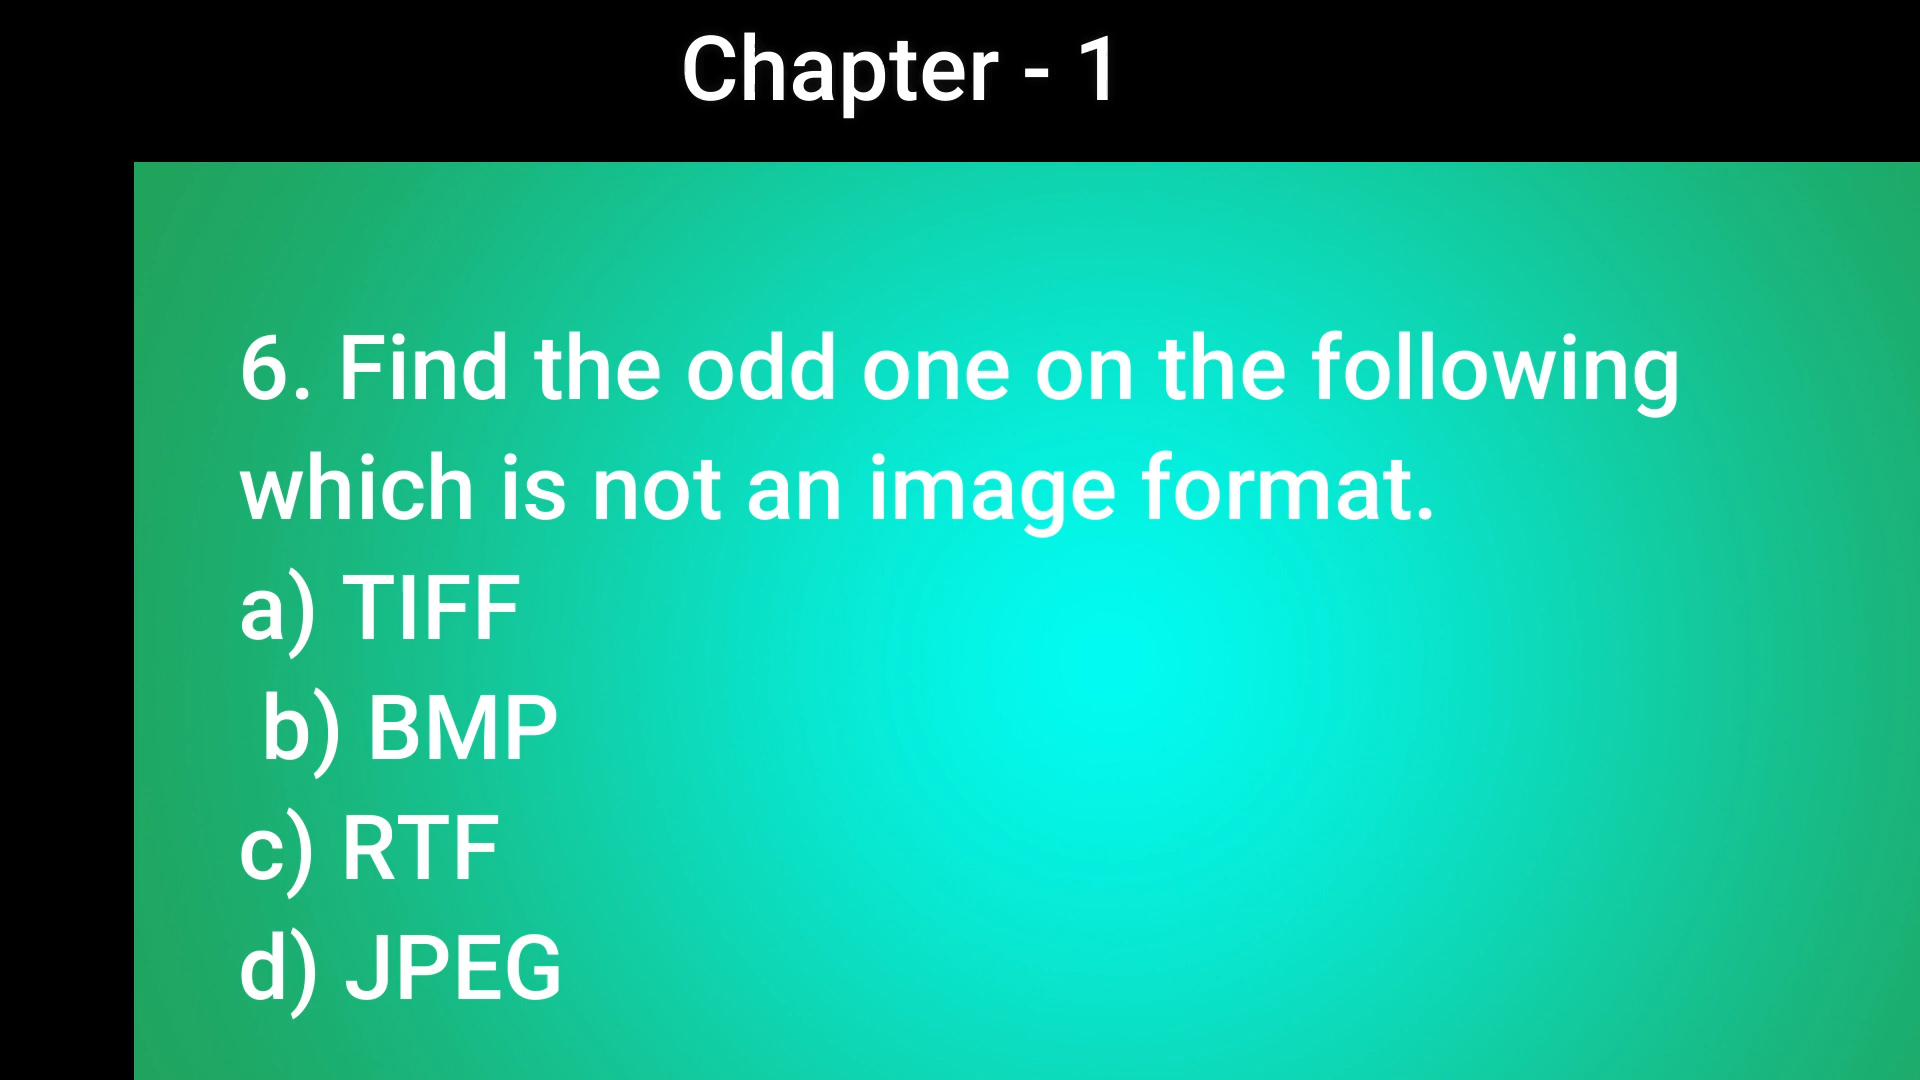 Chapter - 1
6. Find the odd one on the following
which is not an image format.
a) TIFF
b) BMP
c) RTF
d) JPEG